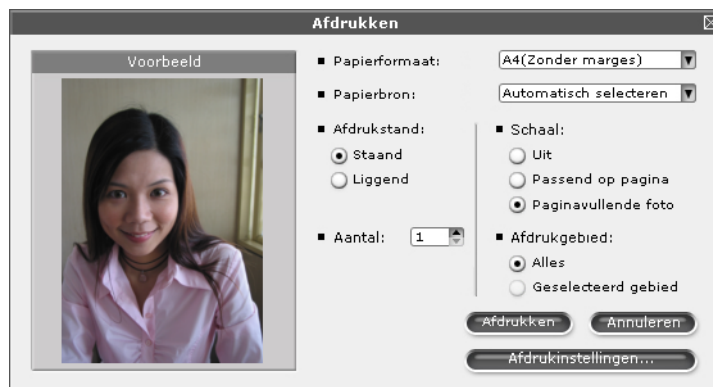 Afdrukken
Voorbeeld
Papierformaat:
A4(Zonder marges)
Papierbron:
Automatisch selecteren
Afdrukstand:
Staand
Liggend
Aantal:
1
Schaal:
Uit
Passend op pagina
Paginavullende foto
Afdrukgebied:
Alles
Geselecteerd gebied
Afdrukken
Annuleren
Afdrukinstellingen...